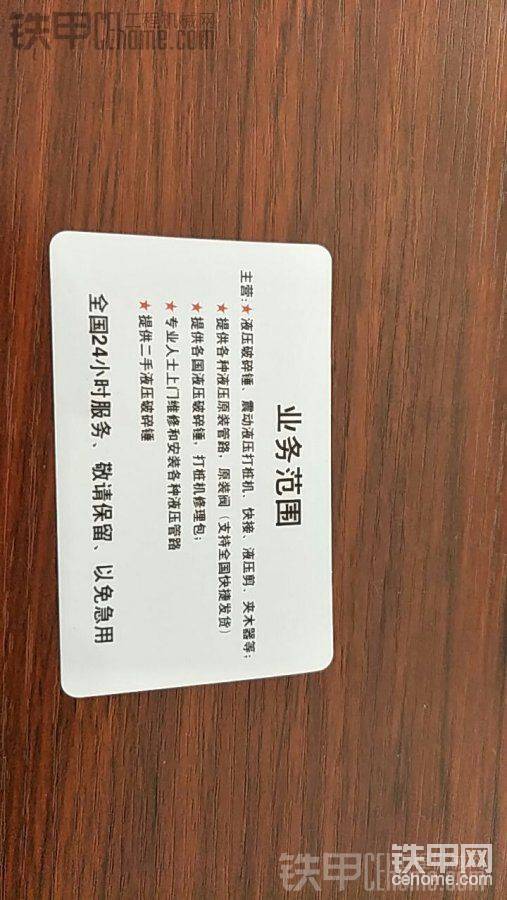 铁甲 工程机械网
CEhome.com
业务范围
主营:★液压破碎锤、震动液压打桩机、快接、液压剪、夹木器等;
★提供各种液压原装管路,原装阀(支持全国快捷发货)
★提供各国液压破碎锤,打桩机修理包;
★专业人士上门维修和安装各种液压管路
★提供二手液压破碎锤
全国24小时服务、敬请保留、以免急用
铁甲网
cehome.com